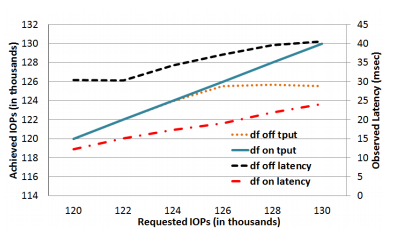 132
130
128
126
124
122
120
118
116
114
Achieved IOPs (in thousands)
45
40
35
30
25
20
15
10
5
0
Observed Latency (msec)
df off tput
df on tput
df off latency
df on latency
120 122 124 126 128 130
Requested IOPs (in thousands)